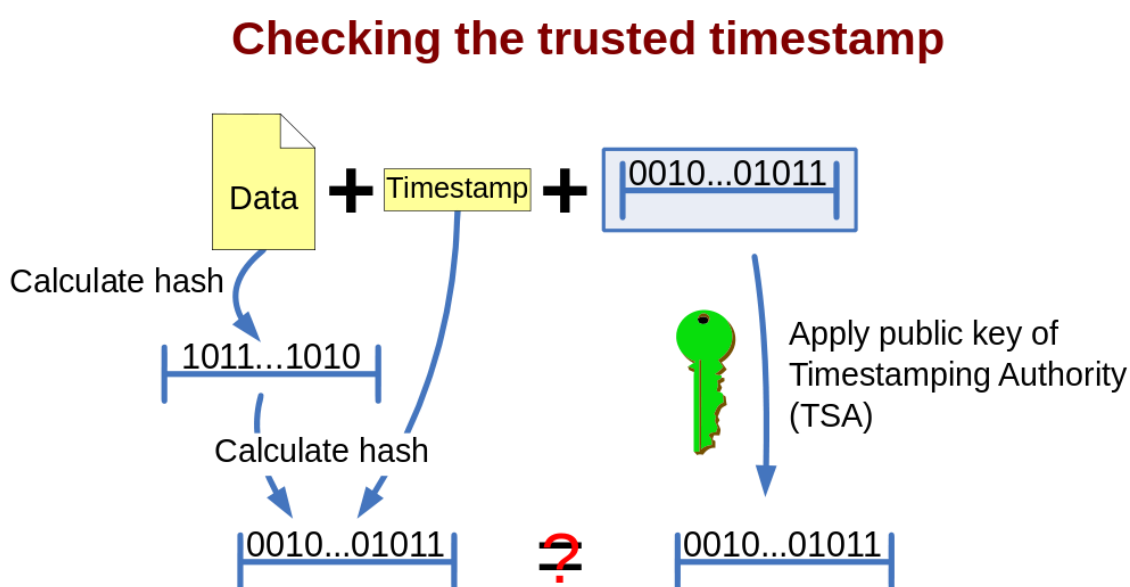 Checking the trusted timestamp
Data
+
Timestamp
+
0010...01011
Calculate hash
1011...1010
Apply public key of
Timestamping Authority
(TSA)
Calculate hash
0010...01011
=
?
0010...01011